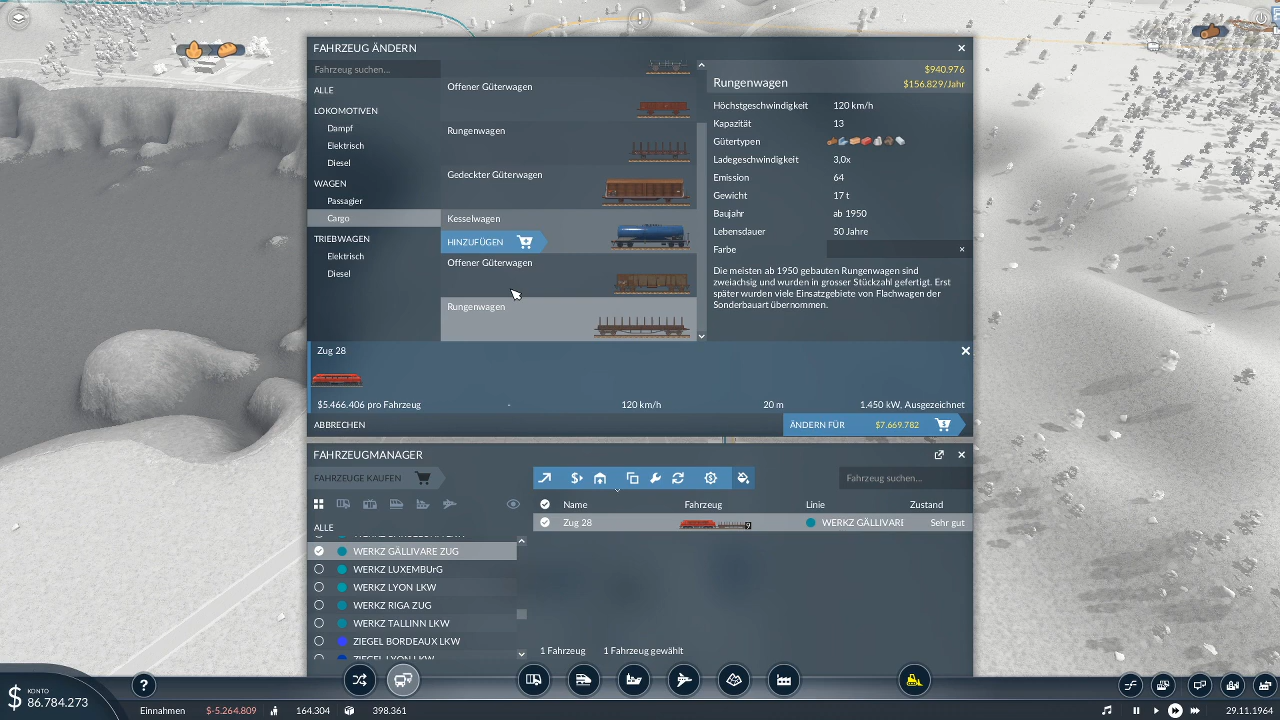 FAHRZEUG ÄNDERN
Fahrzeug suchen...
ALLE
LOKOMOTIVEN
Dampf
Elektrisch
Diesel
WAGEN
Passagier
Cargo
TRIEBWAGEN
Elektrisch
Diesel
Offener Güterwagen
Rungenwagen
Gedeckter Güterwagen
Kesselwagen
HINZUFÜGEN
Offener Güterwagen
Rungenwagen
$940.976
Rungenwagen
$156.829/Jahr
Höchstgeschwindigkeit 120 km/h
Kapazität 13
Gütertypen
Ladegeschwindigkeit 3,0x
Emission 64
Gewicht 17 t
Baujahr ab 1950
Lebensdauer 50 Jahre
Farbe
Die meisten ab 1950 gebauten Rungenwagen sind
zweiachsig und wurden in grosser Stückzahl gefertigt. Erst
später wurden viele Einsatzgebiete von Flachwagen der
Sonderbauart übernommen.
Zug 28
$5.466.406 pro Fahrzeug - 120 km/h 20 m 1.450 kW, Ausgezeichnet
ABBRECHEN
ÄNDERN FÜR $7.669.782
FAHRZEUGMANAGER
FAHRZEUGE KAUFEN
Fahrzeug suchen...
ALLE
WERKZ GÄLLIVARE ZUG
WERKZ LUXEMBUrG
WERKZ LYON LKW
WERKZ RIGA ZUG
WERKZ TALLINN LKW
ZIEGEL BORDEAUX LKW
ZIEGEL LYON LKW
Name Fahrzeug Linie Zustand
Zug 28 9 WERKZ GÄLLIVARE Sehr gut
1 Fahrzeug 1 Fahrzeug gewählt
KONTO
$ 86.784.273
?
Einnahmen $-5.264.809 164.304 398.361
29.11.1964